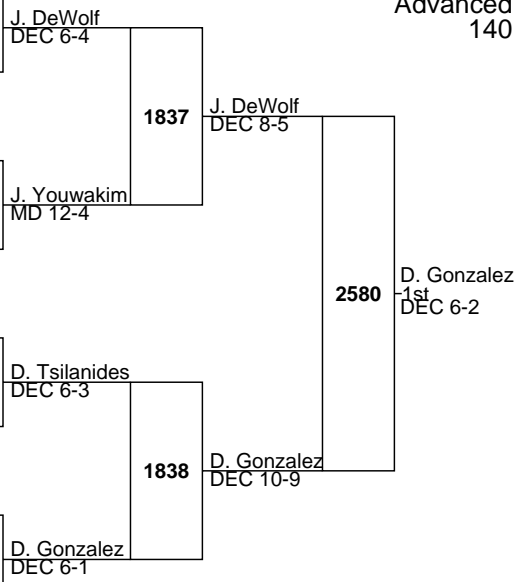 Advanced
140
J. DeWolf
DEC 6-4
1837
J. DeWolf
DEC 8-5
J. Youwakim
MD 12-4
2580
D. Gonzalez
1st
DEC 6-2
D. Tsilanides
DEC 6-3
1838
D. Gonzalez
DEC 10-9
D. Gonzalez
DEC 6-1